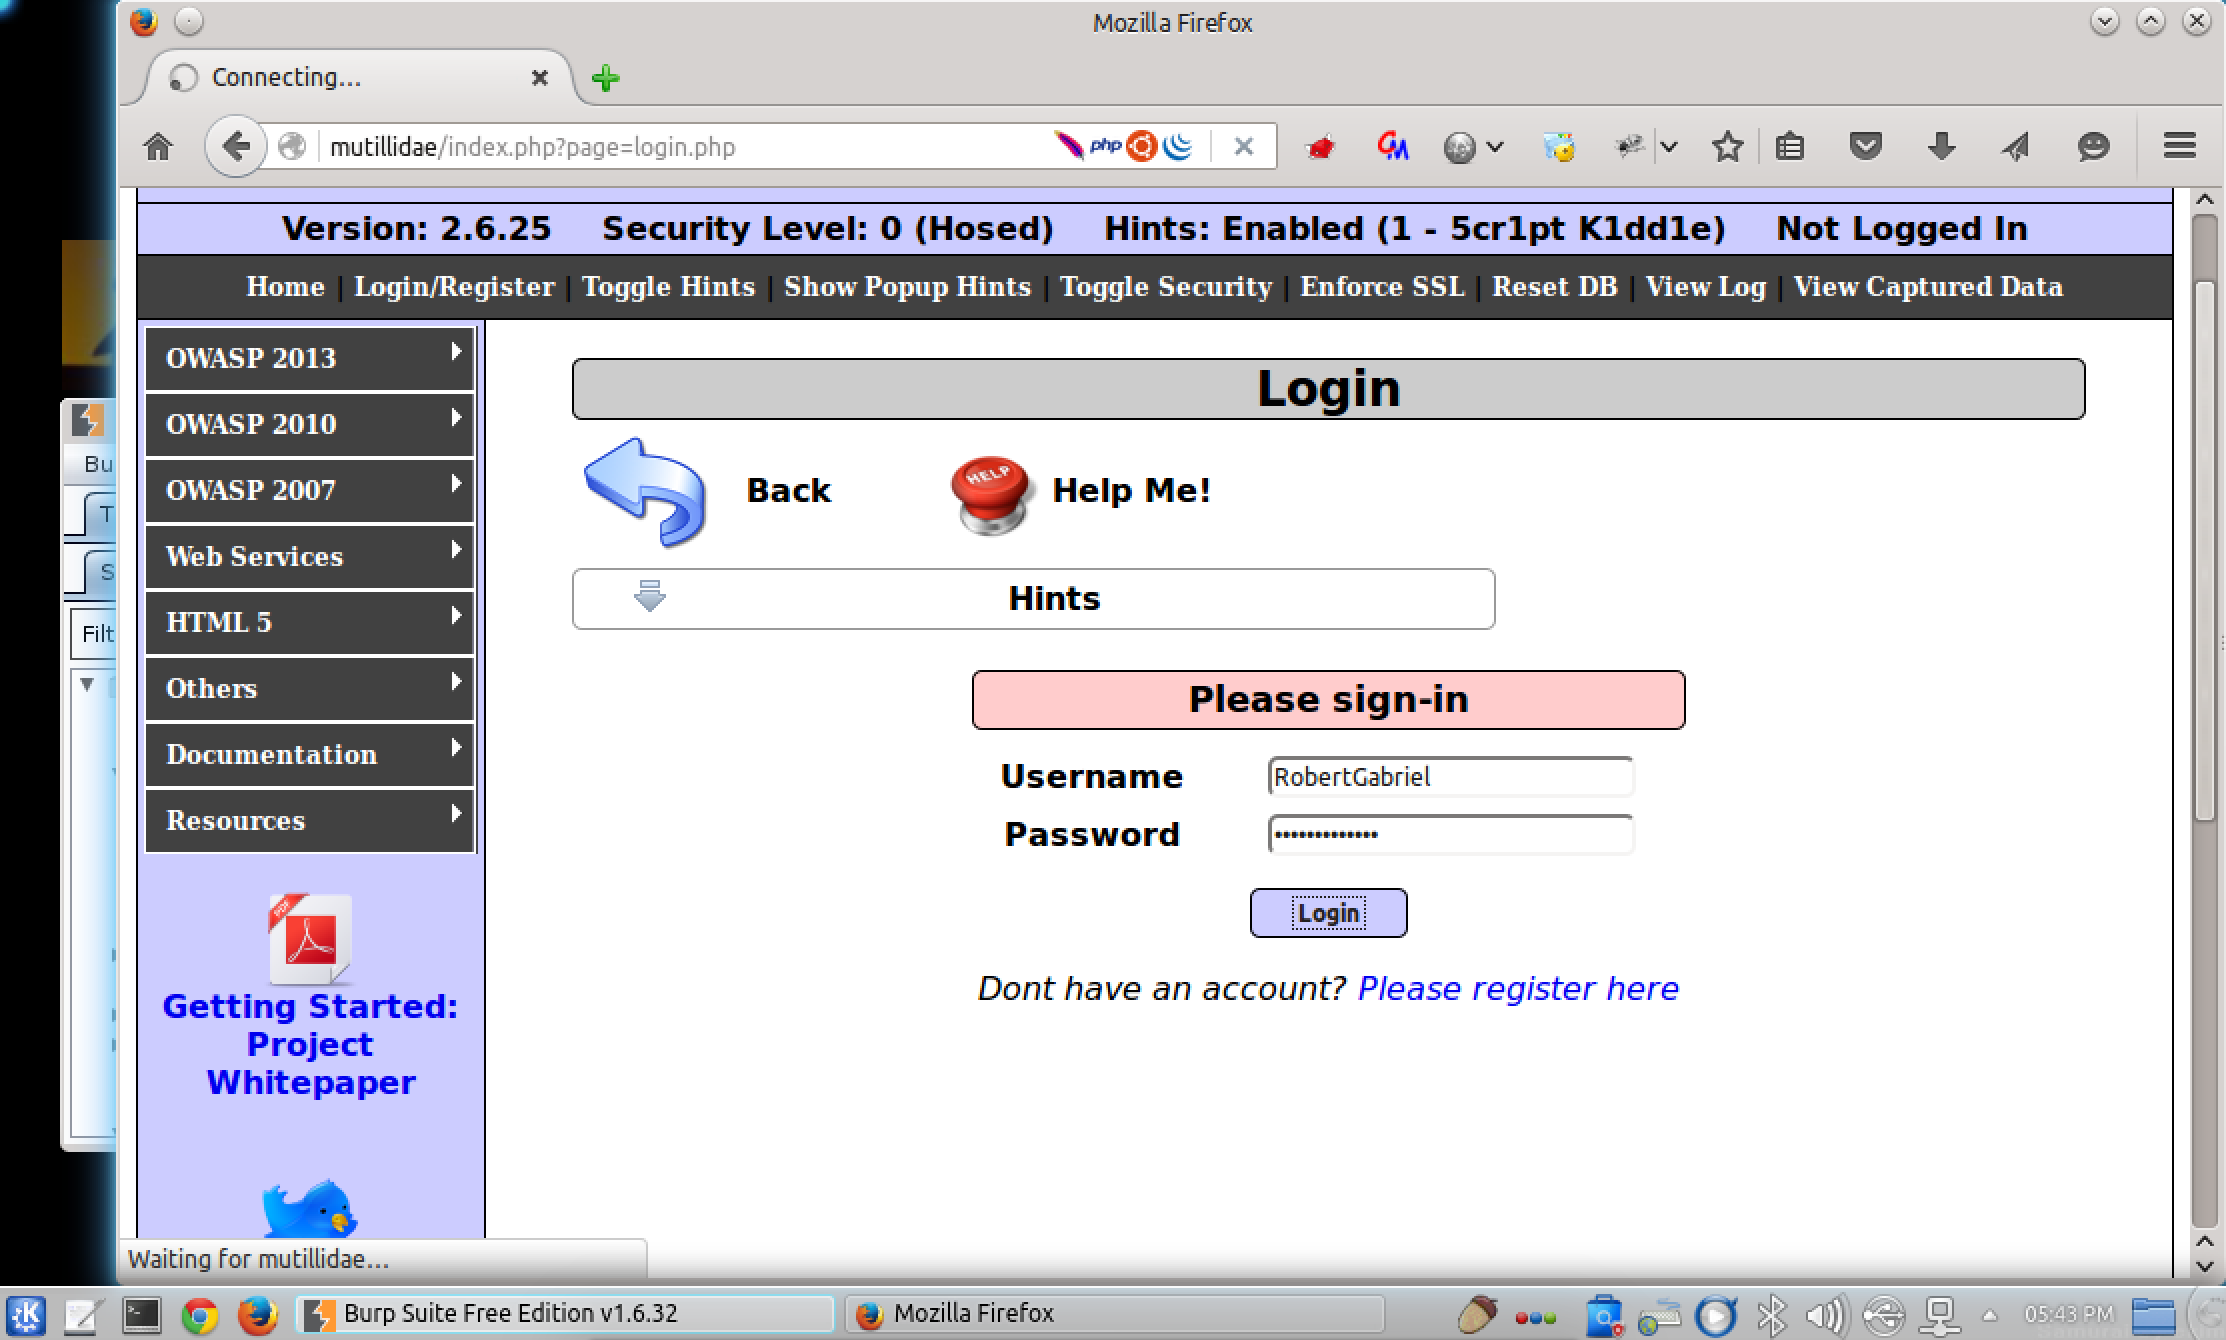 Mozilla Firefox
Connecting...
mutillidae/index.php?page=login.php
php
GM
Version: 2.6.25 Security Level: 0 (Hosed) Hints: Enabled (1 - 5cr1pt K1dd1e) Not Logged In
Home | Login/Register | Toggle Hints | Show Popup Hints | Toggle Security | Enforce SSL | Reset DB | View Log | View Captured Data
OWASP 2013
OWASP 2010
OWASP 2007
Web Services
HTML 5
Others
Documentation
Resources
PDF
Getting Started:
Project
Whitepaper
Bu
T
S
Filt
Login
Back
HELP
Help Me!
Hints
Please sign-in
Username RobertGabriel
Password •••••••••••••
Login
Dont have an account? Please register here
Waiting for mutillidae...
Burp Suite Free Edition v1.6.32
Mozilla Firefox
05:43 PM